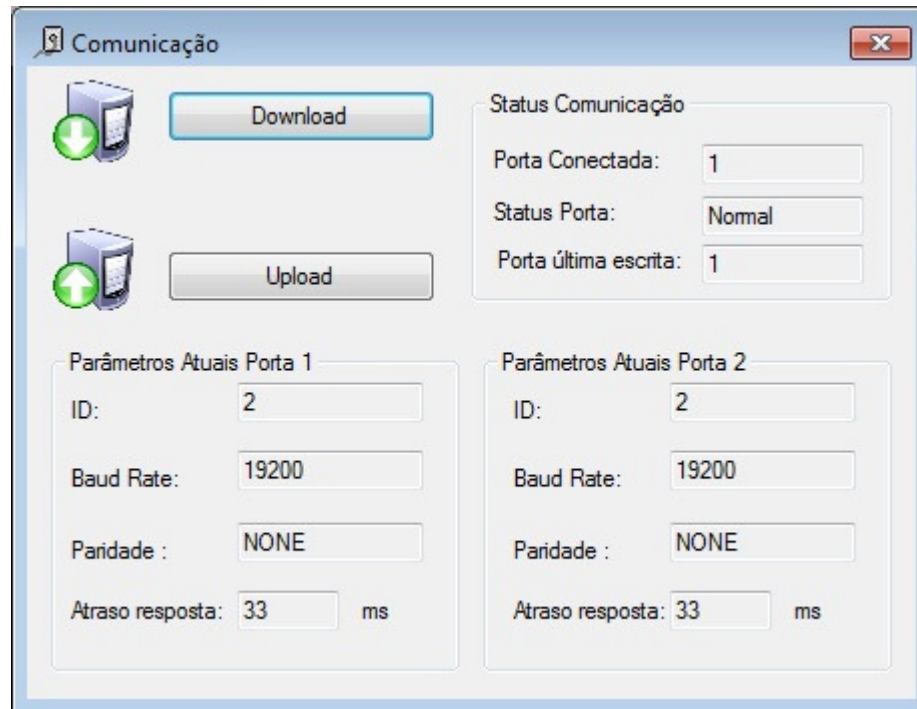 Comunicação
Download
Upload
Status Comunicação
Porta Conectada: 1
Status Porta: Normal
Porta última escrita: 1
Parâmetros Atuais Porta 1
ID: 2
Baud Rate: 19200
Paridade : NONE
Atraso resposta: 33 ms
Parâmetros Atuais Porta 2
ID: 2
Baud Rate: 19200
Paridade : NONE
Atraso resposta: 33 ms